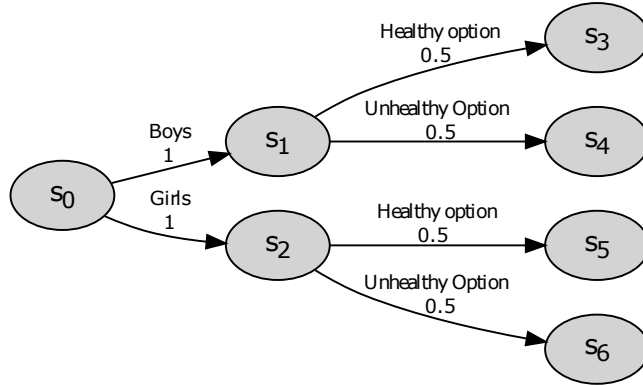 Healthy option
0.5
s3
Unhealthy Option
0.5
s4
Boys
1
s1
s0
Girls
1
s2
Healthy option
0.5
s5
Unhealthy Option
0.5
s6